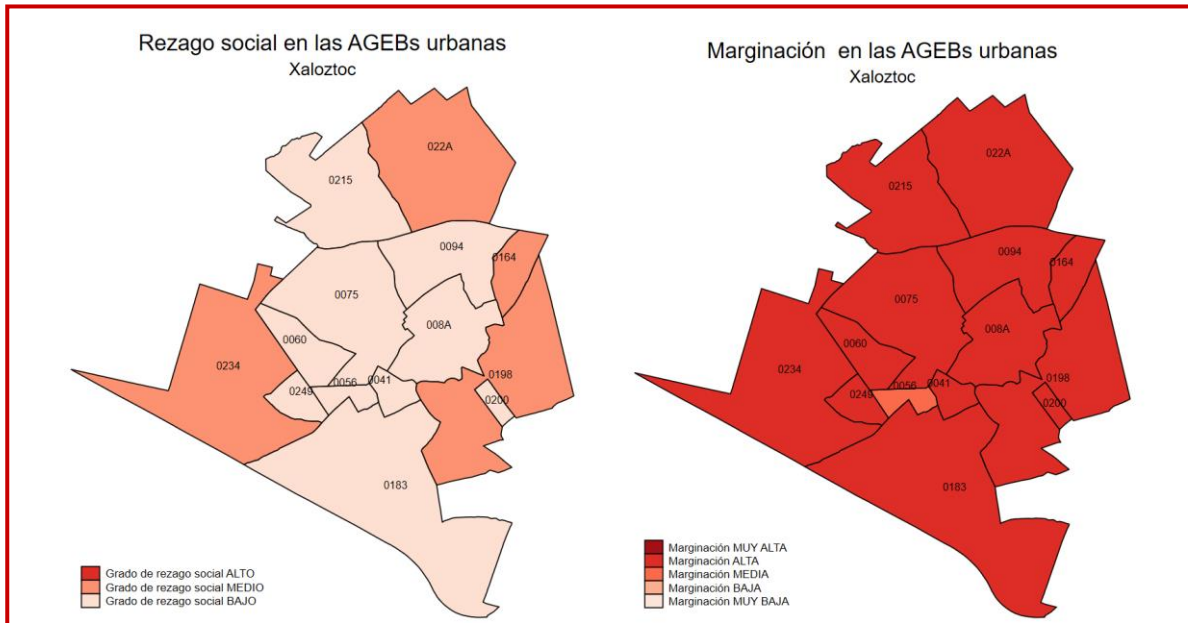 Rezago social en las AGEBs urbanas
Xaloztoc
022A
0215
0094
0164
0075
008A
0060
0234
0056
0041
0198
0249
0200
0183
Grado de rezago social ALTO
Grado de rezago social MEDIO
Grado de rezago social BAJO
Marginación en las AGEBs urbanas
Xaloztoc
022A
0215
0094
0164
0075
008A
0060
0234
0056
0041
0198
0249
0200
0183
Marginación MUY ALTA
Marginación ALTA
Marginación MEDIA
Marginación BAJA
Marginación MUY BAJA